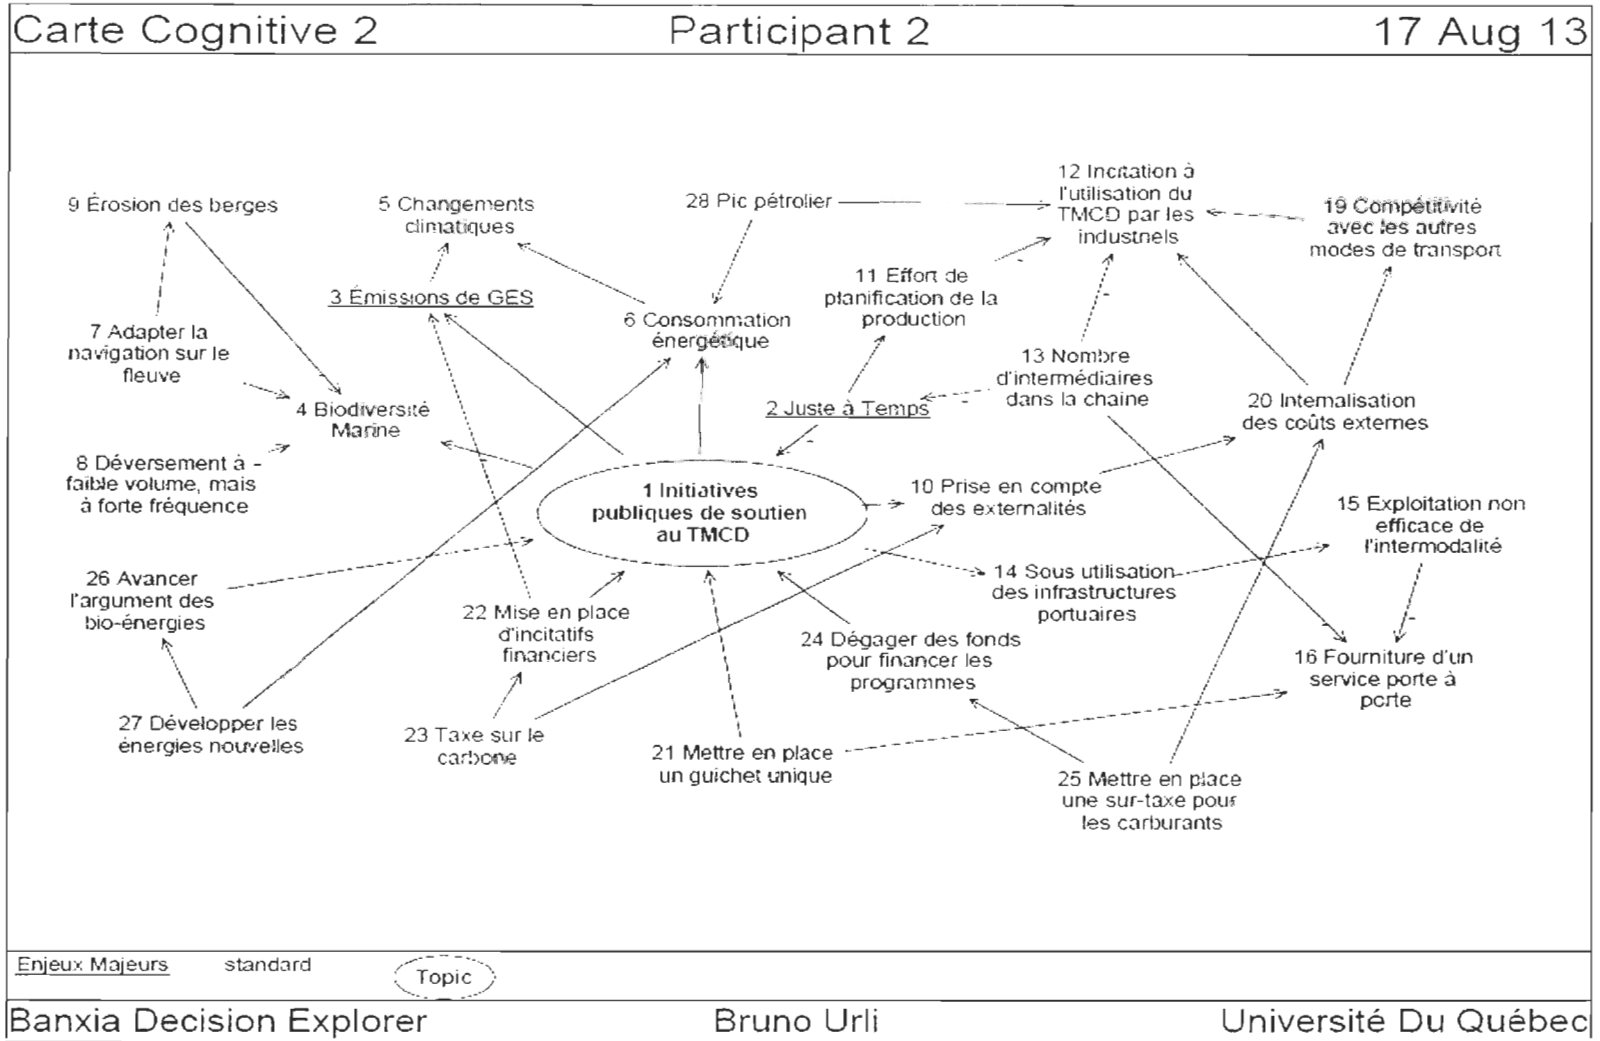 Carte Cognitive 2
Participant 2
17 Aug 13
9 Érosion des berges
5 Changements
climatiques
28 Pic pétrolier
12 Incitation à
l'utilisation du
TMCD par les
industriels
19 Compétitivité
avec les autres
modes de transport
3 Émissions de GES
11 Effort de
planification de la
production
6 Consommation
énergétique
7 Adapter la
navigation sur le
fleuve
13 Nombre
d'intermédiaires
dans la chaine
4 Biodiversité
Marine
2 Juste à Temps
20 Internalisation
des coûts externes
8 Déversement à
faible volume, mais
à forte fréquence
1 Initiatives
publiques de soutien
au TMCD
10 Prise en compte
des externalités
15 Exploitation non
efficace de
l'intermodalité
26 Avancer
l'argument des
bio-énergies
14 Sous utilisation
des infrastructures
portuaires
22 Mise en place
d'incitatifs
financiers
24 Dégager des fonds
pour financer les
programmes
16 Fourniture d'un
service porte à
porte
27 Développer les
énergies nouvelles
23 Taxe sur le
carbone
21 Mettre en place
un guichet unique
25 Mettre en place
une sur-taxe pour
les carburants
Enjeux Majeurs
standard
Topic
Banxia Decision Explorer
Bruno Urli
Université Du Québec